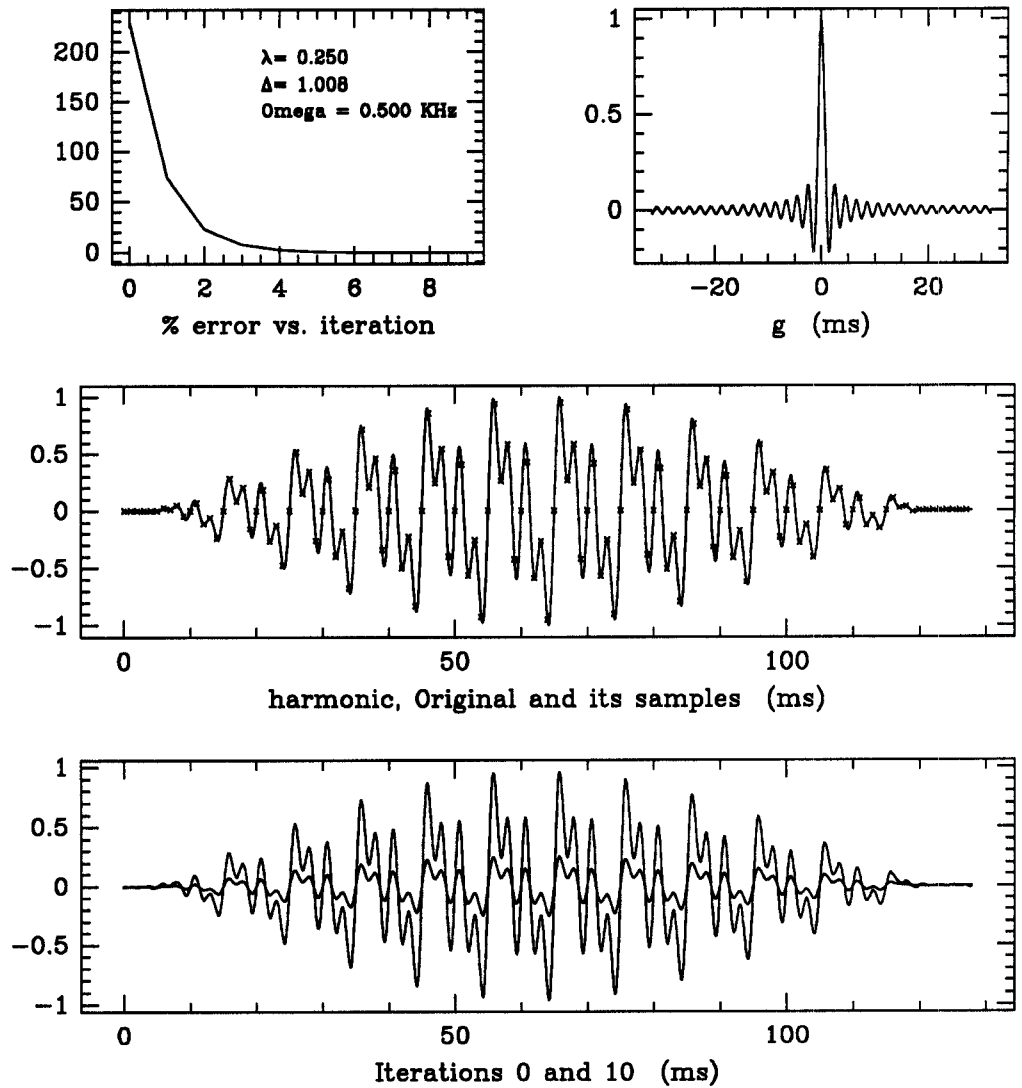 200
150
100
50
0
λ= 0.250
Δ= 1.008
Omega = 0.500 KHz
0 2 4 6 8
% error vs. iteration
1
0.5
0
−20 0 20
g (ms)
1
0.5
0
−0.5
−1
0 50 100
harmonic, Original and its samples (ms)
1
0.5
0
−0.5
−1
0 50 100
Iterations 0 and 10 (ms)